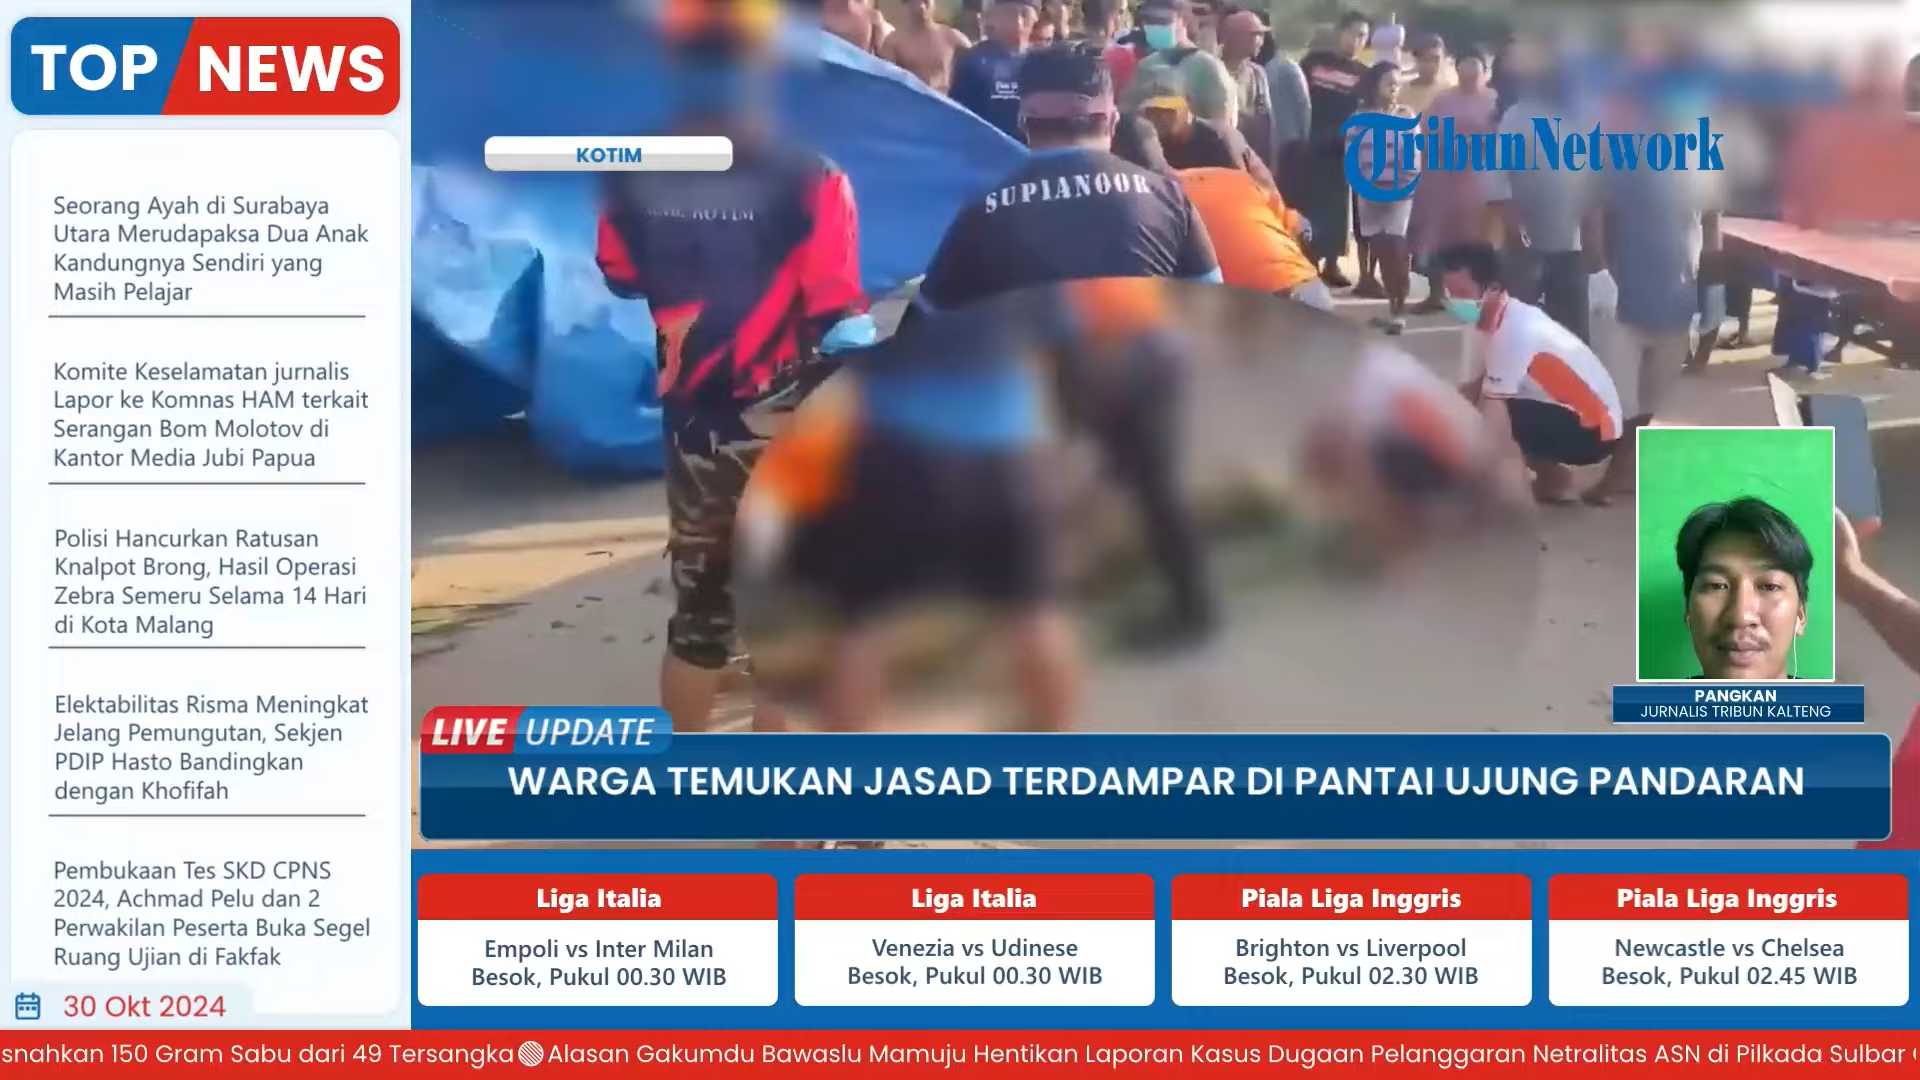 TOP NEWS
Seorang Ayah di Surabaya
Utara Merudapaksa Dua Anak
Kandungnya Sendiri yang
Masih Pelajar
Komite Keselamatan jurnalis
Lapor ke Komnas HAM terkait
Serangan Bom Molotov di
Kantor Media Jubi Papua
Polisi Hancurkan Ratusan
Knalpot Brong, Hasil Operasi
Zebra Semeru Selama 14 Hari
di Kota Malang
Elektabilitas Risma Meningkat
Jelang Pemungutan, Sekjen
PDIP Hasto Bandingkan
dengan Khofifah
Pembukaan Tes SKD CPNS
2024, Achmad Pelu dan 2
Perwakilan Peserta Buka Segel
Ruang Ujian di Fakfak
30 Okt 2024
KOTIM
TribunNetwork
SUPIANOOR
PANGKAN
JURNALIS TRIBUN KALTENG
LIVE UPDATE
WARGA TEMUKAN JASAD TERDAMPAR DI PANTAI UJUNG PANDARAN
Liga Italia
Empoli vs Inter Milan
Besok, Pukul 00.30 WIB
Liga Italia
Venezia vs Udinese
Besok, Pukul 00.30 WIB
Piala Liga Inggris
Brighton vs Liverpool
Besok, Pukul 02.30 WIB
Piala Liga Inggris
Newcastle vs Chelsea
Besok, Pukul 02.45 WIB
snahkan 150 Gram Sabu dari 49 Tersangka Alasan Gakumdu Bawaslu Mamuju Hentikan Laporan Kasus Dugaan Pelanggaran Netralitas ASN di Pilkada Sulbar